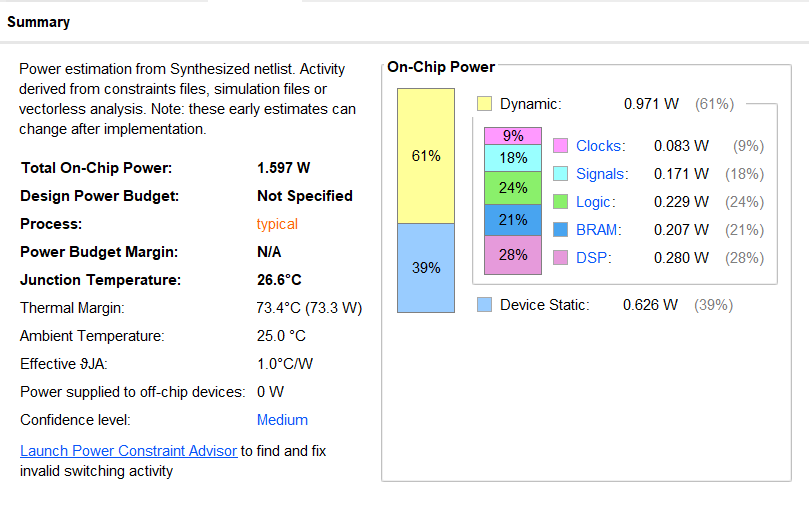 Summary
Power estimation from Synthesized netlist. Activity
derived from constraints files, simulation files or
vectorless analysis. Note: these early estimates can
change after implementation.
Total On-Chip Power: 1.597 W
Design Power Budget: Not Specified
Process: typical
Power Budget Margin: N/A
Junction Temperature: 26.6°C
Thermal Margin: 73.4°C (73.3 W)
Ambient Temperature: 25.0 °C
Effective ϑJA: 1.0°C/W
Power supplied to off-chip devices: 0 W
Confidence level: Medium
Launch Power Constraint Advisor to find and fix
invalid switching activity
On-Chip Power
61%
39%
Dynamic: 0.971 W (61%)
9%
18%
24%
21%
28%
Clocks: 0.083 W (9%)
Signals: 0.171 W (18%)
Logic: 0.229 W (24%)
BRAM: 0.207 W (21%)
DSP: 0.280 W (28%)
Device Static: 0.626 W (39%)